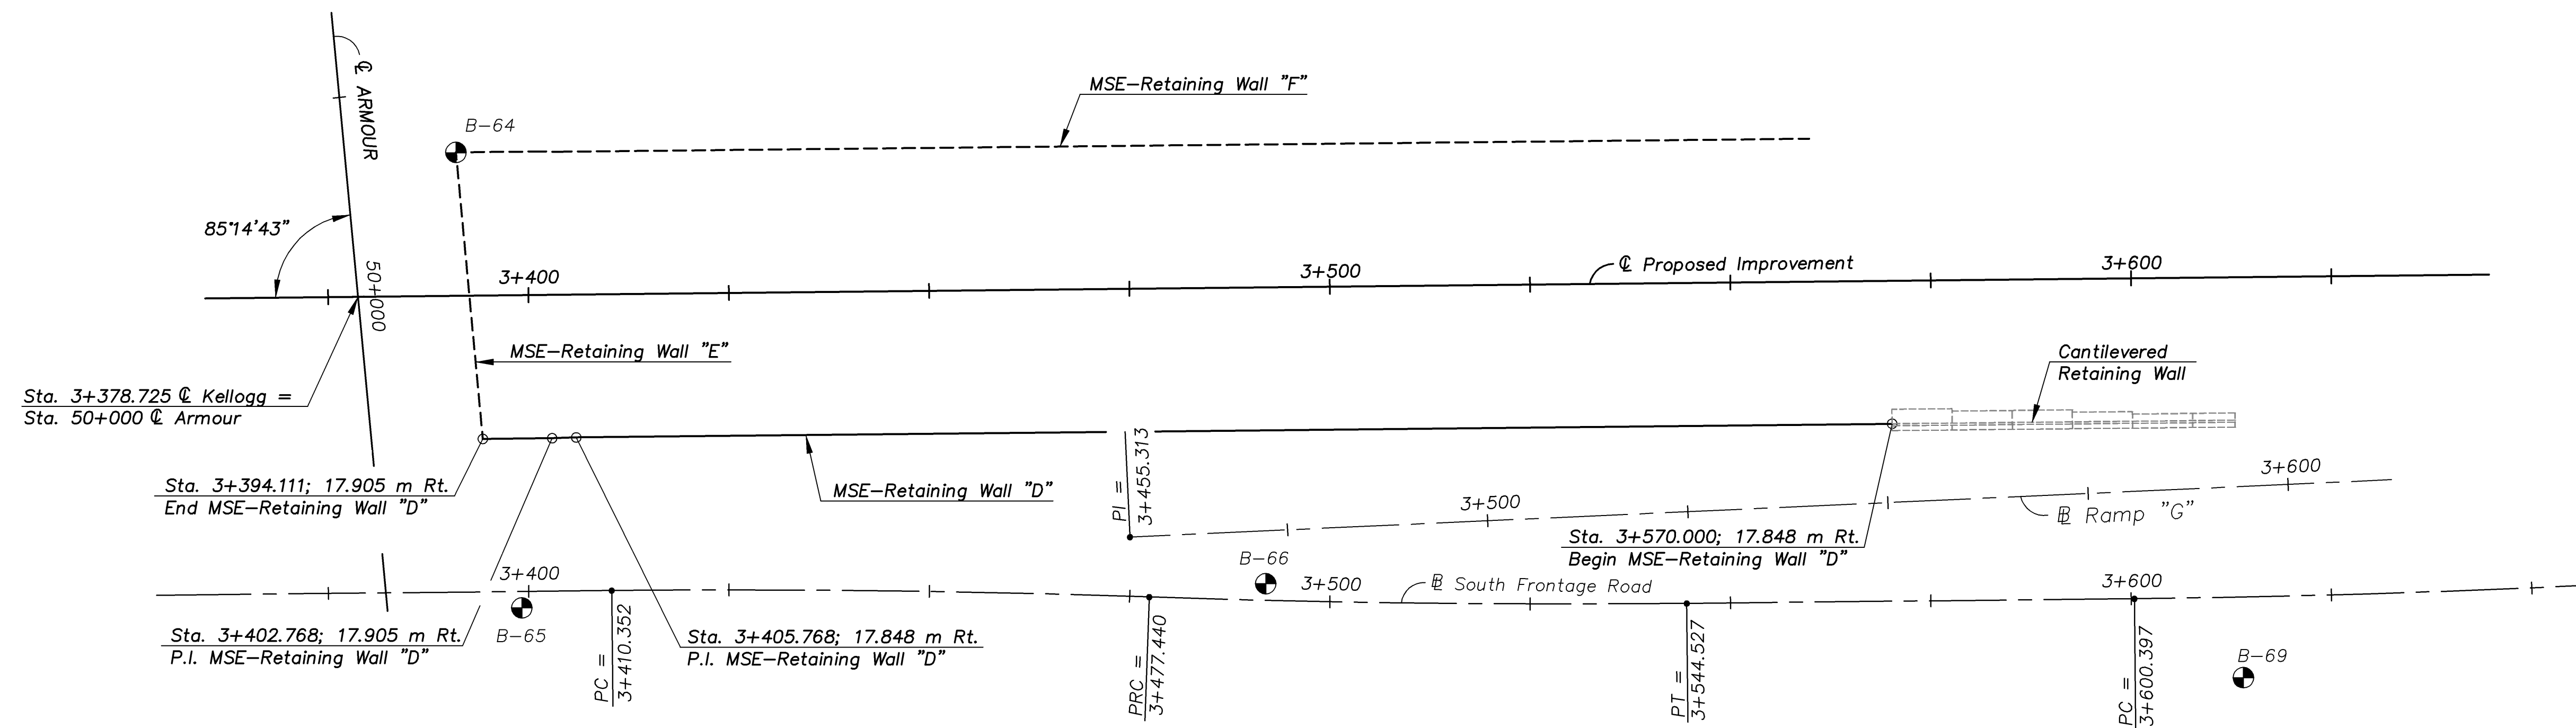 ℄ ARMOUR
MSE-Retaining Wall "F"
B-64
85°14'43"
50+000
3+400
3+500
℄ Proposed Improvement
3+600
MSE-Retaining Wall "E"
Cantilevered
Retaining Wall
Sta. 3+378.725 ℄ Kellogg =
Sta. 50+000 ℄ Armour
Sta. 3+394.111; 17.905 m Rt.
End MSE-Retaining Wall "D"
MSE-Retaining Wall "D"
PI =
3+455.313
3+500
3+600
BL Ramp "G"
Sta. 3+570.000; 17.848 m Rt.
Begin MSE-Retaining Wall "D"
B-66
3+400
3+500
BL South Frontage Road
3+600
B-65
Sta. 3+402.768; 17.905 m Rt.
P.I. MSE-Retaining Wall "D"
PC =
3+410.352
Sta. 3+405.768; 17.848 m Rt.
P.I. MSE-Retaining Wall "D"
PRC =
3+477.440
PT =
3+544.527
PC =
3+600.397
B-69